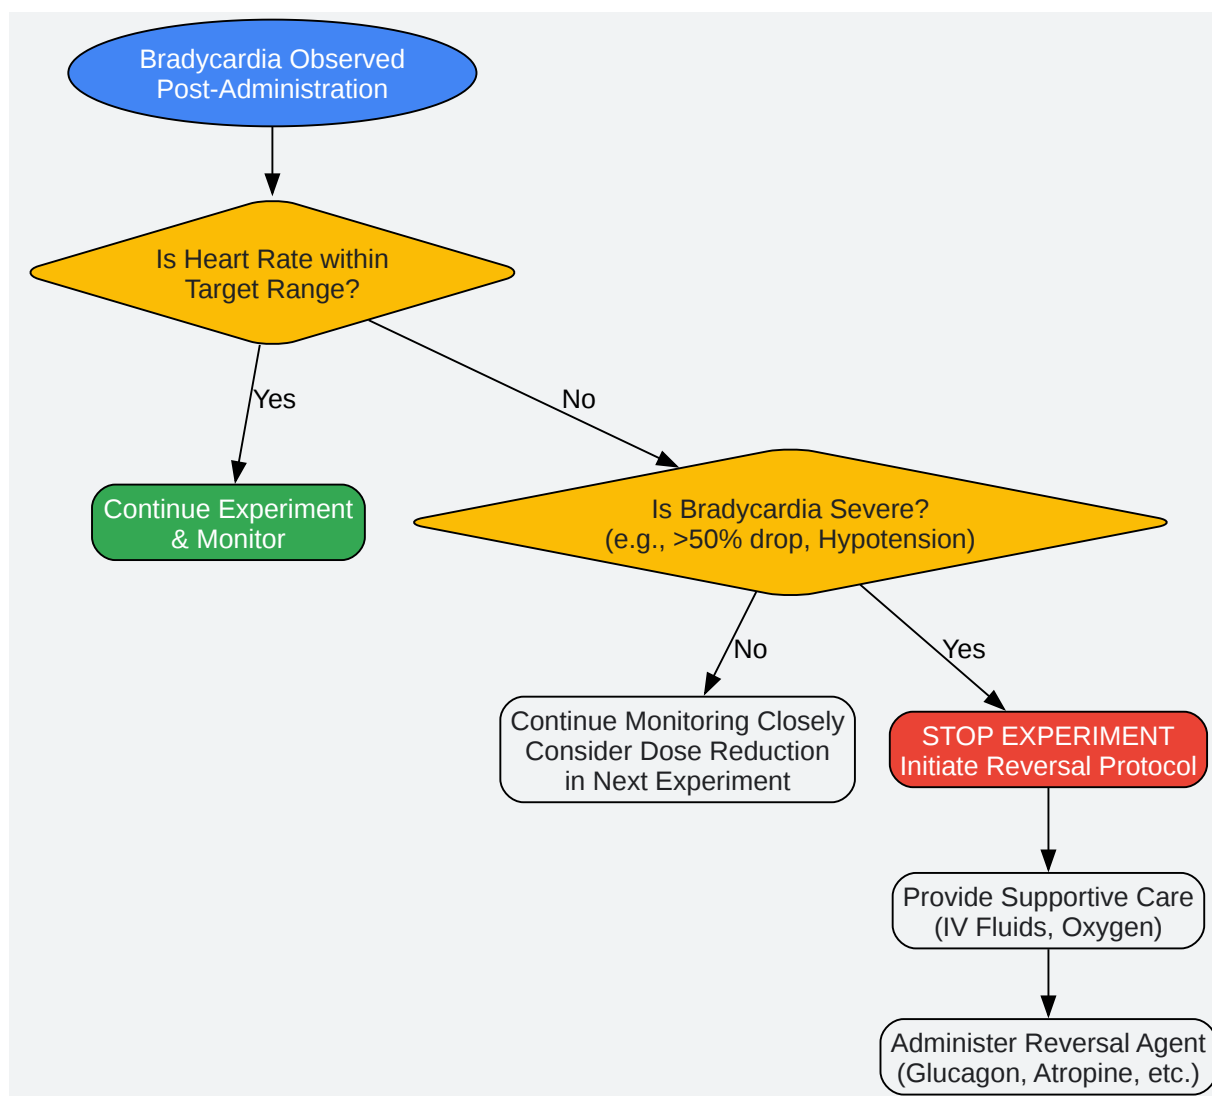 Bradycardia Observed
Post-Administration
Is Heart Rate within
Target Range?
Yes
No
Continue Experiment
& Monitor
Is Bradycardia Severe?
(e.g., >50% drop, Hypotension)
No
Yes
Continue Monitoring Closely
Consider Dose Reduction
in Next Experiment
STOP EXPERIMENT
Initiate Reversal Protocol
Provide Supportive Care
(IV Fluids, Oxygen)
Administer Reversal Agent
(Glucagon, Atropine, etc.)